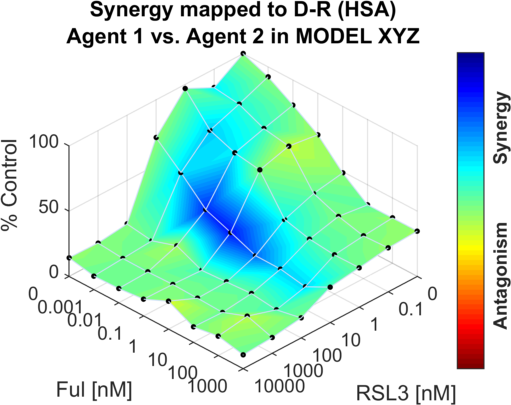 Synergy mapped to D-R (HSA)
Agent 1 vs. Agent 2 in MODEL XYZ
% Control
100
50
0
0
0.001
0.01
0.1
1
10
100
1000
Ful [nM]
0
0.1
1
10
100
1000
10000
RSL3 [nM]
Synergy
Antagonism